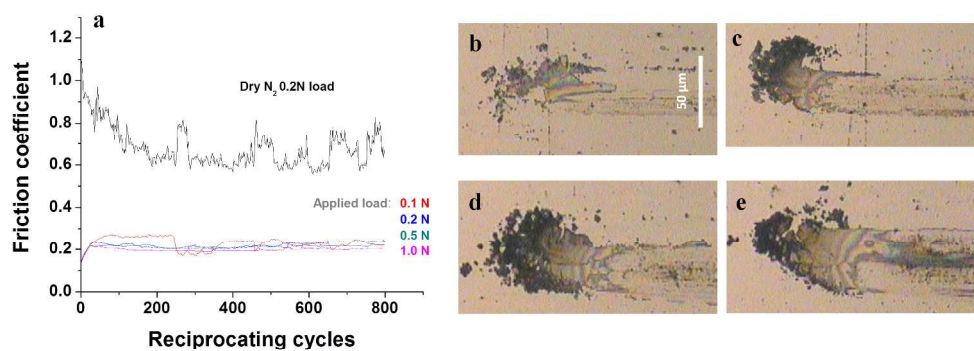 a
1.2
1.0
0.8
0.6
0.4
0.2
0.0
Friction coefficient
Dry N2 0.2N load
Applied load: 0.1 N
0.2 N
0.5 N
1.0 N
0 200 400 600 800
Reciprocating cycles
b
50 µm
c
d
e